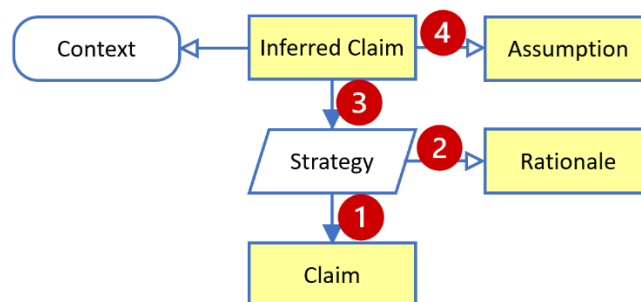 Context
Inferred Claim
4
Assumption
3
Strategy
2
Rationale
1
Claim